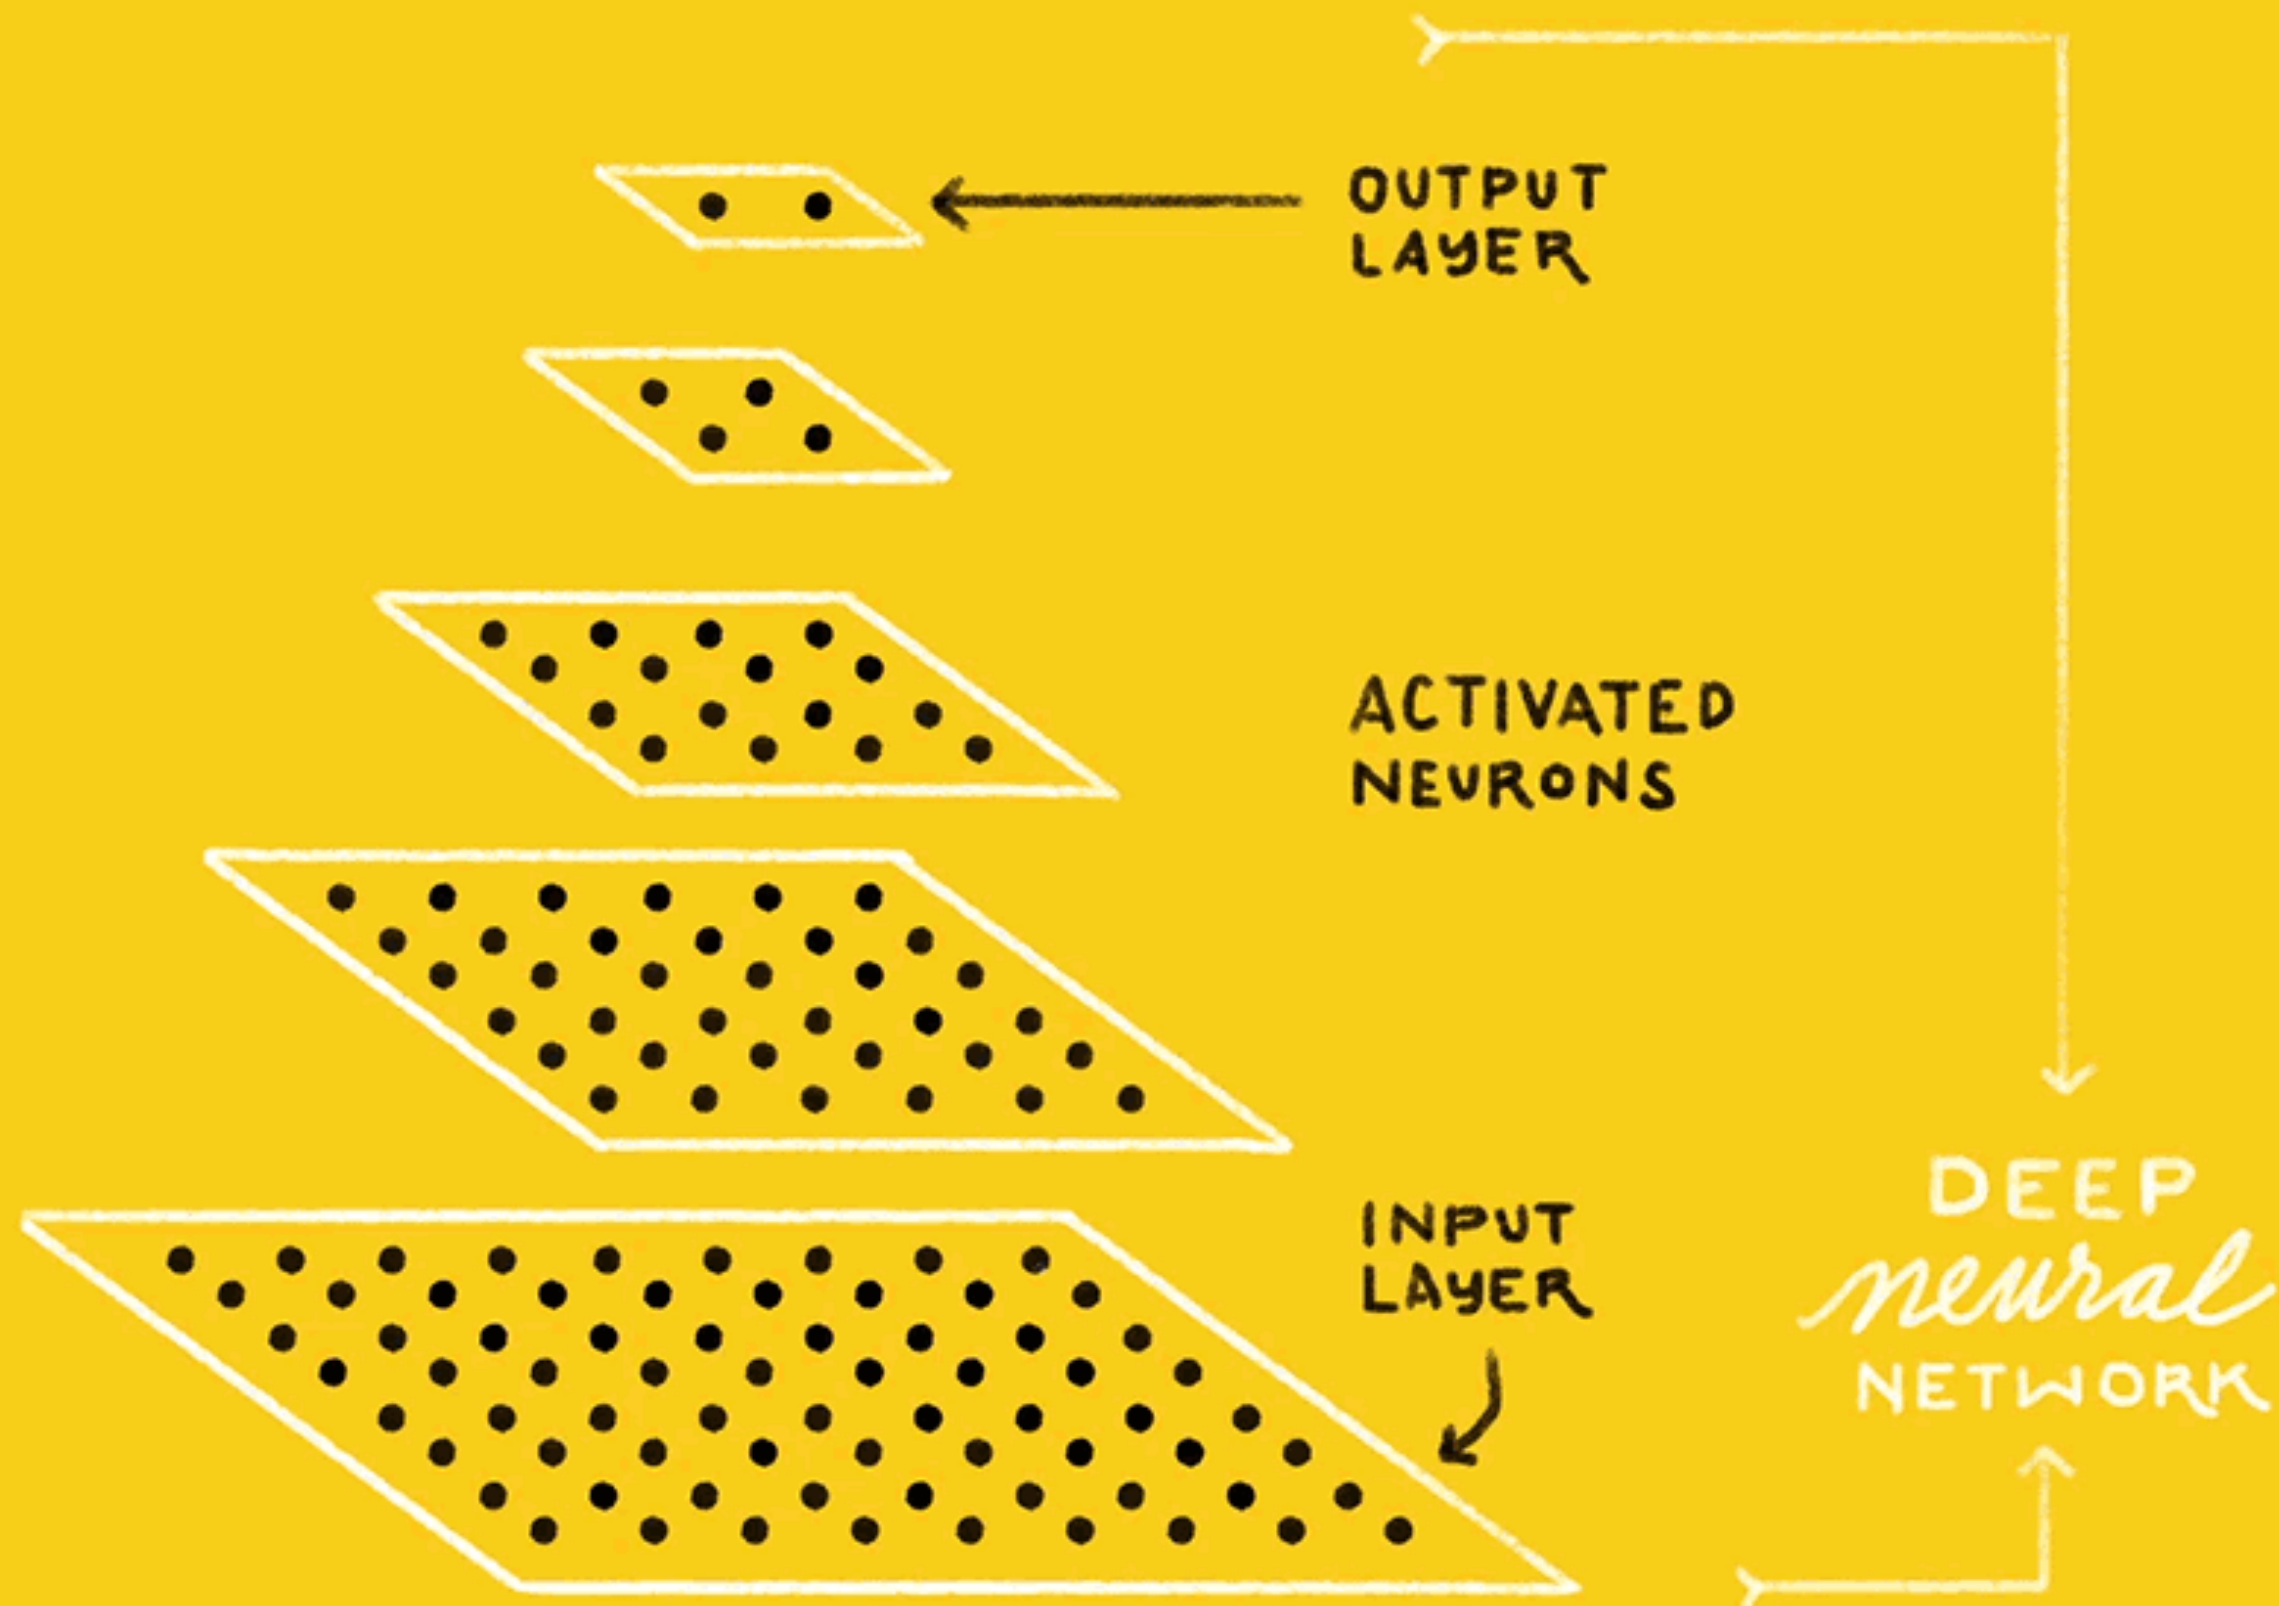 OUTPUT
LAYER
ACTIVATED
NEURONS
INPUT
LAYER
DEEP
neural
NETWORK